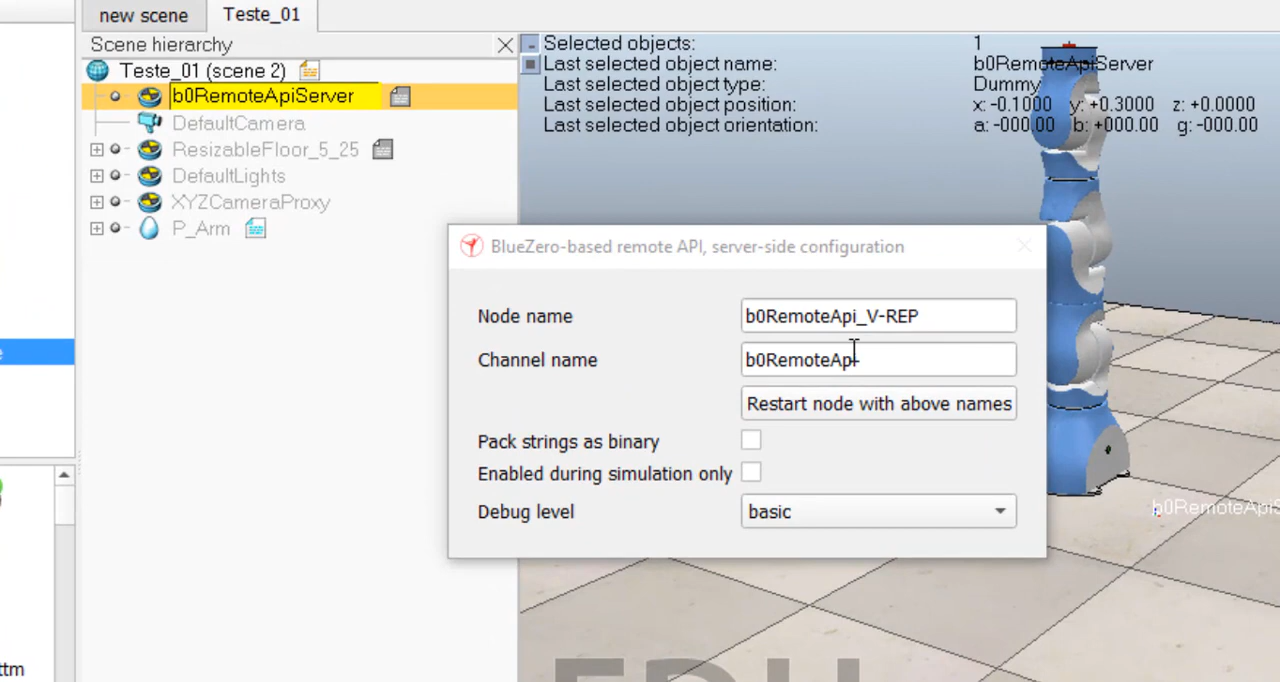 new scene
Teste_01
Scene hierarchy
Teste_01 (scene 2)
b0RemoteApiServer
DefaultCamera
ResizableFloor_5_25
DefaultLights
XYZCameraProxy
P_Arm
Selected objects: 1
Last selected object name: b0RemoteApiServer
Last selected object type: Dummy
Last selected object position: x: -0.1000 y: +0.3000 z: +0.0000
Last selected object orientation: a: -000.00 b: +000.00 g: -000.00
BlueZero-based remote API, server-side configuration
Node name b0RemoteApi_V-REP
Channel name b0RemoteApi
Restart node with above names
Pack strings as binary
Enabled during simulation only
Debug level basic
b0RemoteApiS
EDU
ttm